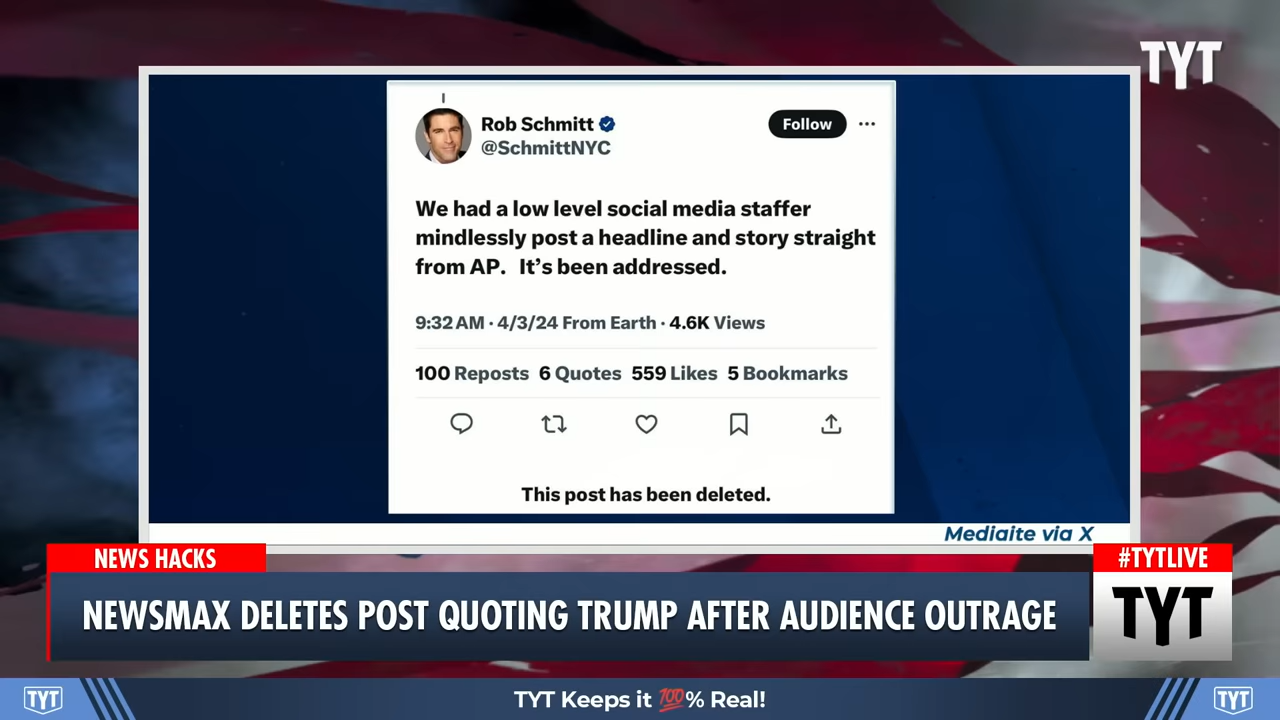 TYT
Rob Schmitt
@SchmittNYC
Follow
We had a low level social media staffer
mindlessly post a headline and story straight
from AP. It's been addressed.
9:32 AM · 4/3/24 From Earth · 4.6K Views
100 Reposts 6 Quotes 559 Likes 5 Bookmarks
This post has been deleted.
Mediaite via X
NEWS HACKS
#TYTLIVE
NEWSMAX DELETES POST QUOTING TRUMP AFTER AUDIENCE OUTRAGE
TYT
TYT
TYT Keeps it 💯% Real!
TYT